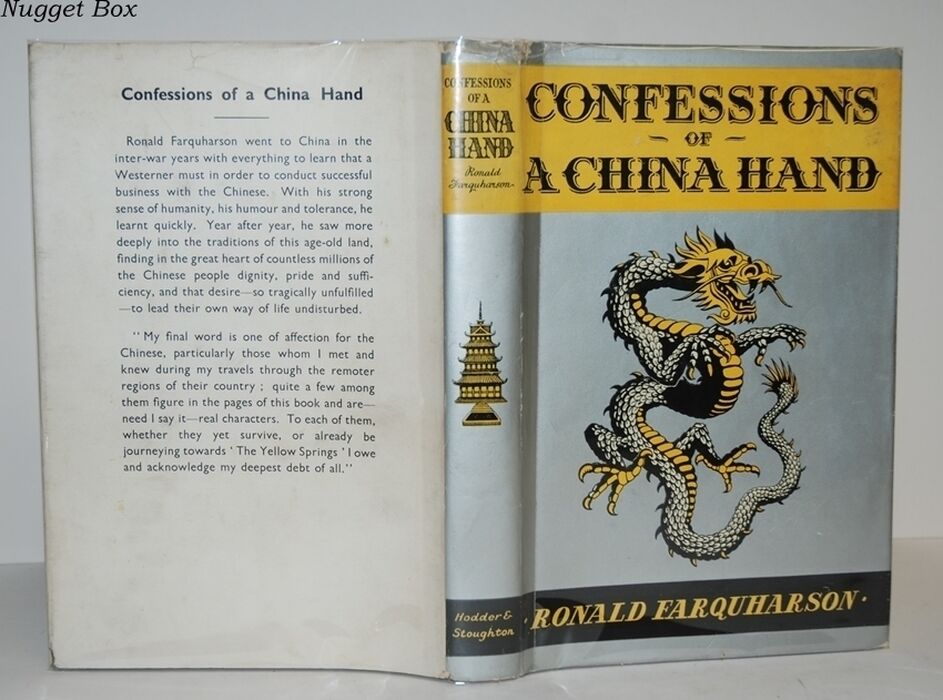 Nugget Box
Confessions of a China Hand
Ronald Farquharson went to China in the
inter-war years with everything to learn that a
Westerner must in order to conduct successful
business with the Chinese. With his strong
sense of humanity, his humour and tolerance, he
learnt quickly. Year after year, he saw more
deeply into the traditions of this age-old land,
finding in the great heart of countless millions of
the Chinese people dignity, pride and suffi-
ciency, and that desire—so tragically unfulfilled
—to lead their own way of life undisturbed.
" My final word is one of affection for the
Chinese, particularly those whom I met and
knew during my travels through the remoter
regions of their country ; quite a few among
them figure in the pages of this book and are—
need I say it—real characters. To each of them,
whether they yet survive, or already be
journeying towards ' The Yellow Springs ' I owe
and acknowledge my deepest debt of all."
CONFESSIONS
OF A
CHINA
HAND
Ronald
Farquharson
Hodder &
Stoughton
CONFESSIONS
- OF -
A CHINA HAND
· RONALD FARQUHARSON ·